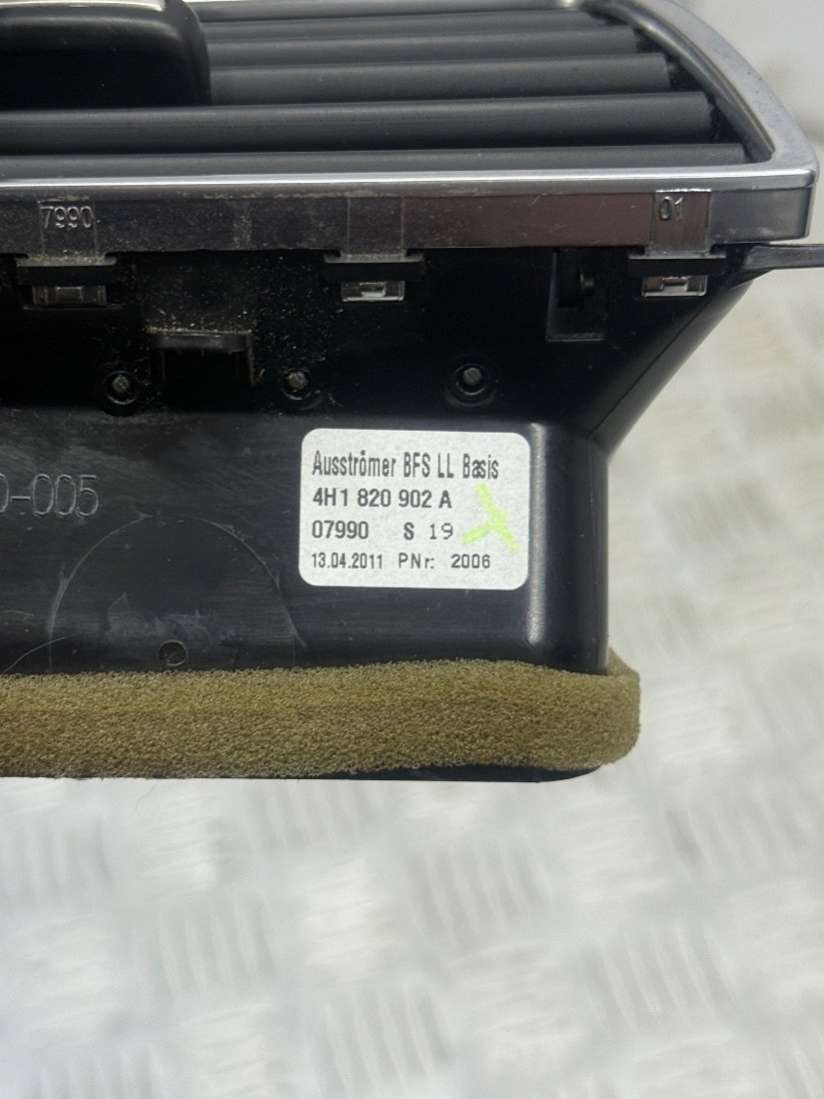 7990
01
0-005
Ausströmer BFS LL Basis
4H1 820 902 A
07990 S 19
13.04.2011 PNr: 2006